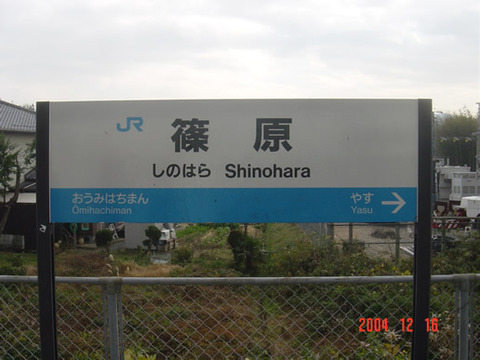 JR
篠原
しのはら Shinohara
おうみはちまん やす
Ōmihachiman Yasu
2004. 12. 16